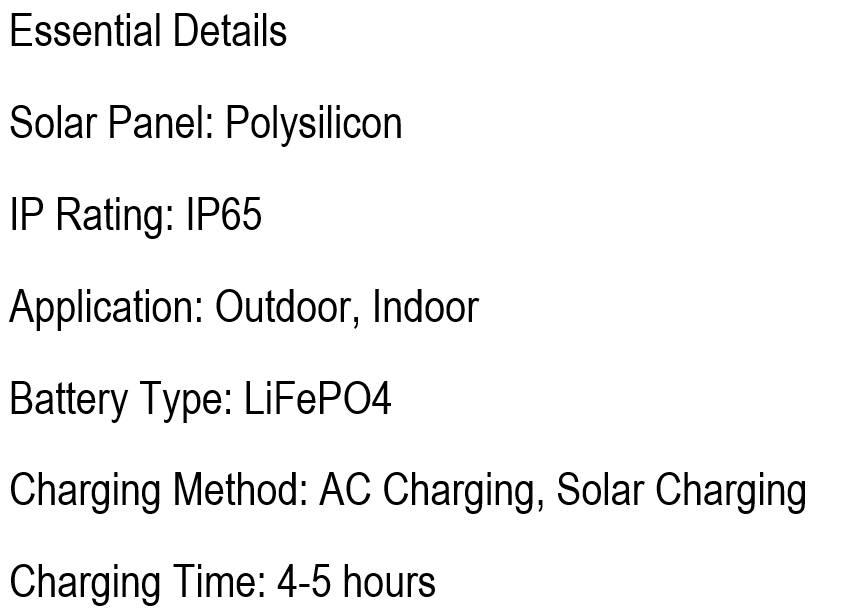 Essential Details
Solar Panel: Polysilicon
IP Rating: IP65
Application: Outdoor, Indoor
Battery Type: LiFePO4
Charging Method: AC Charging, Solar Charging
Charging Time: 4-5 hours